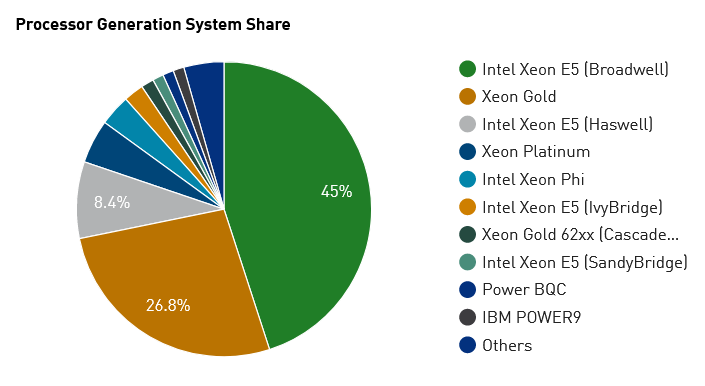 Processor Generation System Share
45%
8.4%
26.8%
Intel Xeon E5 (Broadwell)
Xeon Gold
Intel Xeon E5 (Haswell)
Xeon Platinum
Intel Xeon Phi
Intel Xeon E5 (IvyBridge)
Xeon Gold 62xx (Cascade...
Intel Xeon E5 (SandyBridge)
Power BQC
IBM POWER9
Others